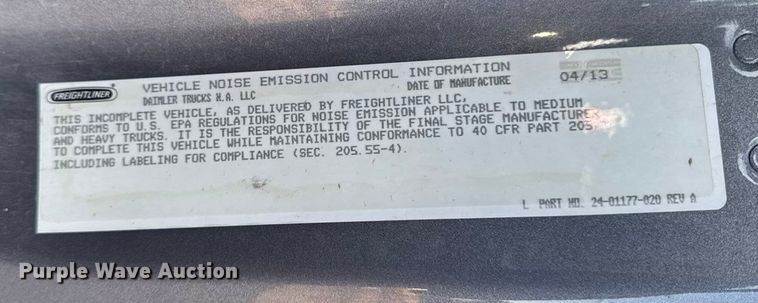 FREIGHTLINER
VEHICLE NOISE EMISSION CONTROL INFORMATION
DAIMLER TRUCKS N.A. LLC
DATE OF MANUFACTURE
04/13
THIS INCOMPLETE VEHICLE, AS DELIVERED BY FREIGHTLINER LLC,
CONFORMS TO U.S. EPA REGULATIONS FOR NOISE EMISSION APPLICABLE TO MEDIUM
AND HEAVY TRUCKS. IT IS THE RESPONSIBILITY OF THE FINAL STAGE MANUFACTURER
TO COMPLETE THIS VEHICLE WHILE MAINTAINING CONFORMANCE TO 40 CFR PART 205
INCLUDING LABELING FOR COMPLIANCE (SEC. 205.55-4).
L PART NO. 24-01177-020 REV A
Purple Wave Auction